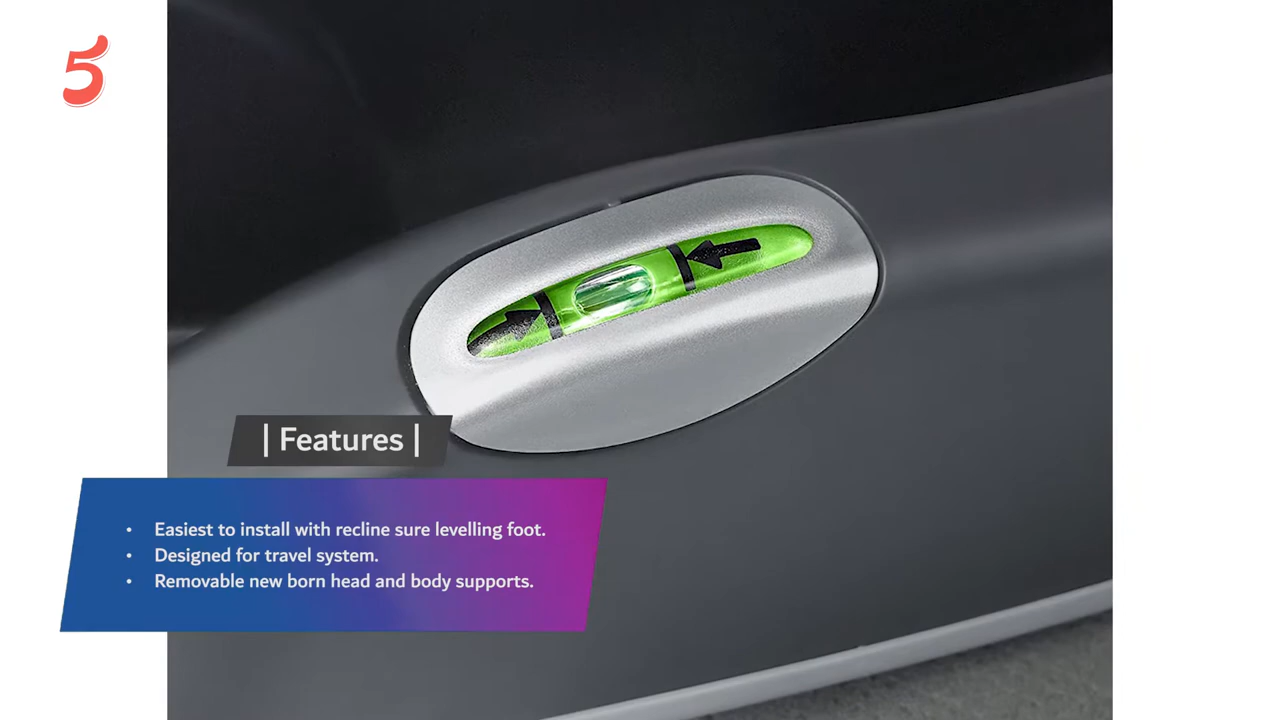 5
| Features |
• Easiest to install with recline sure levelling foot.
• Designed for travel system.
• Removable new born head and body supports.